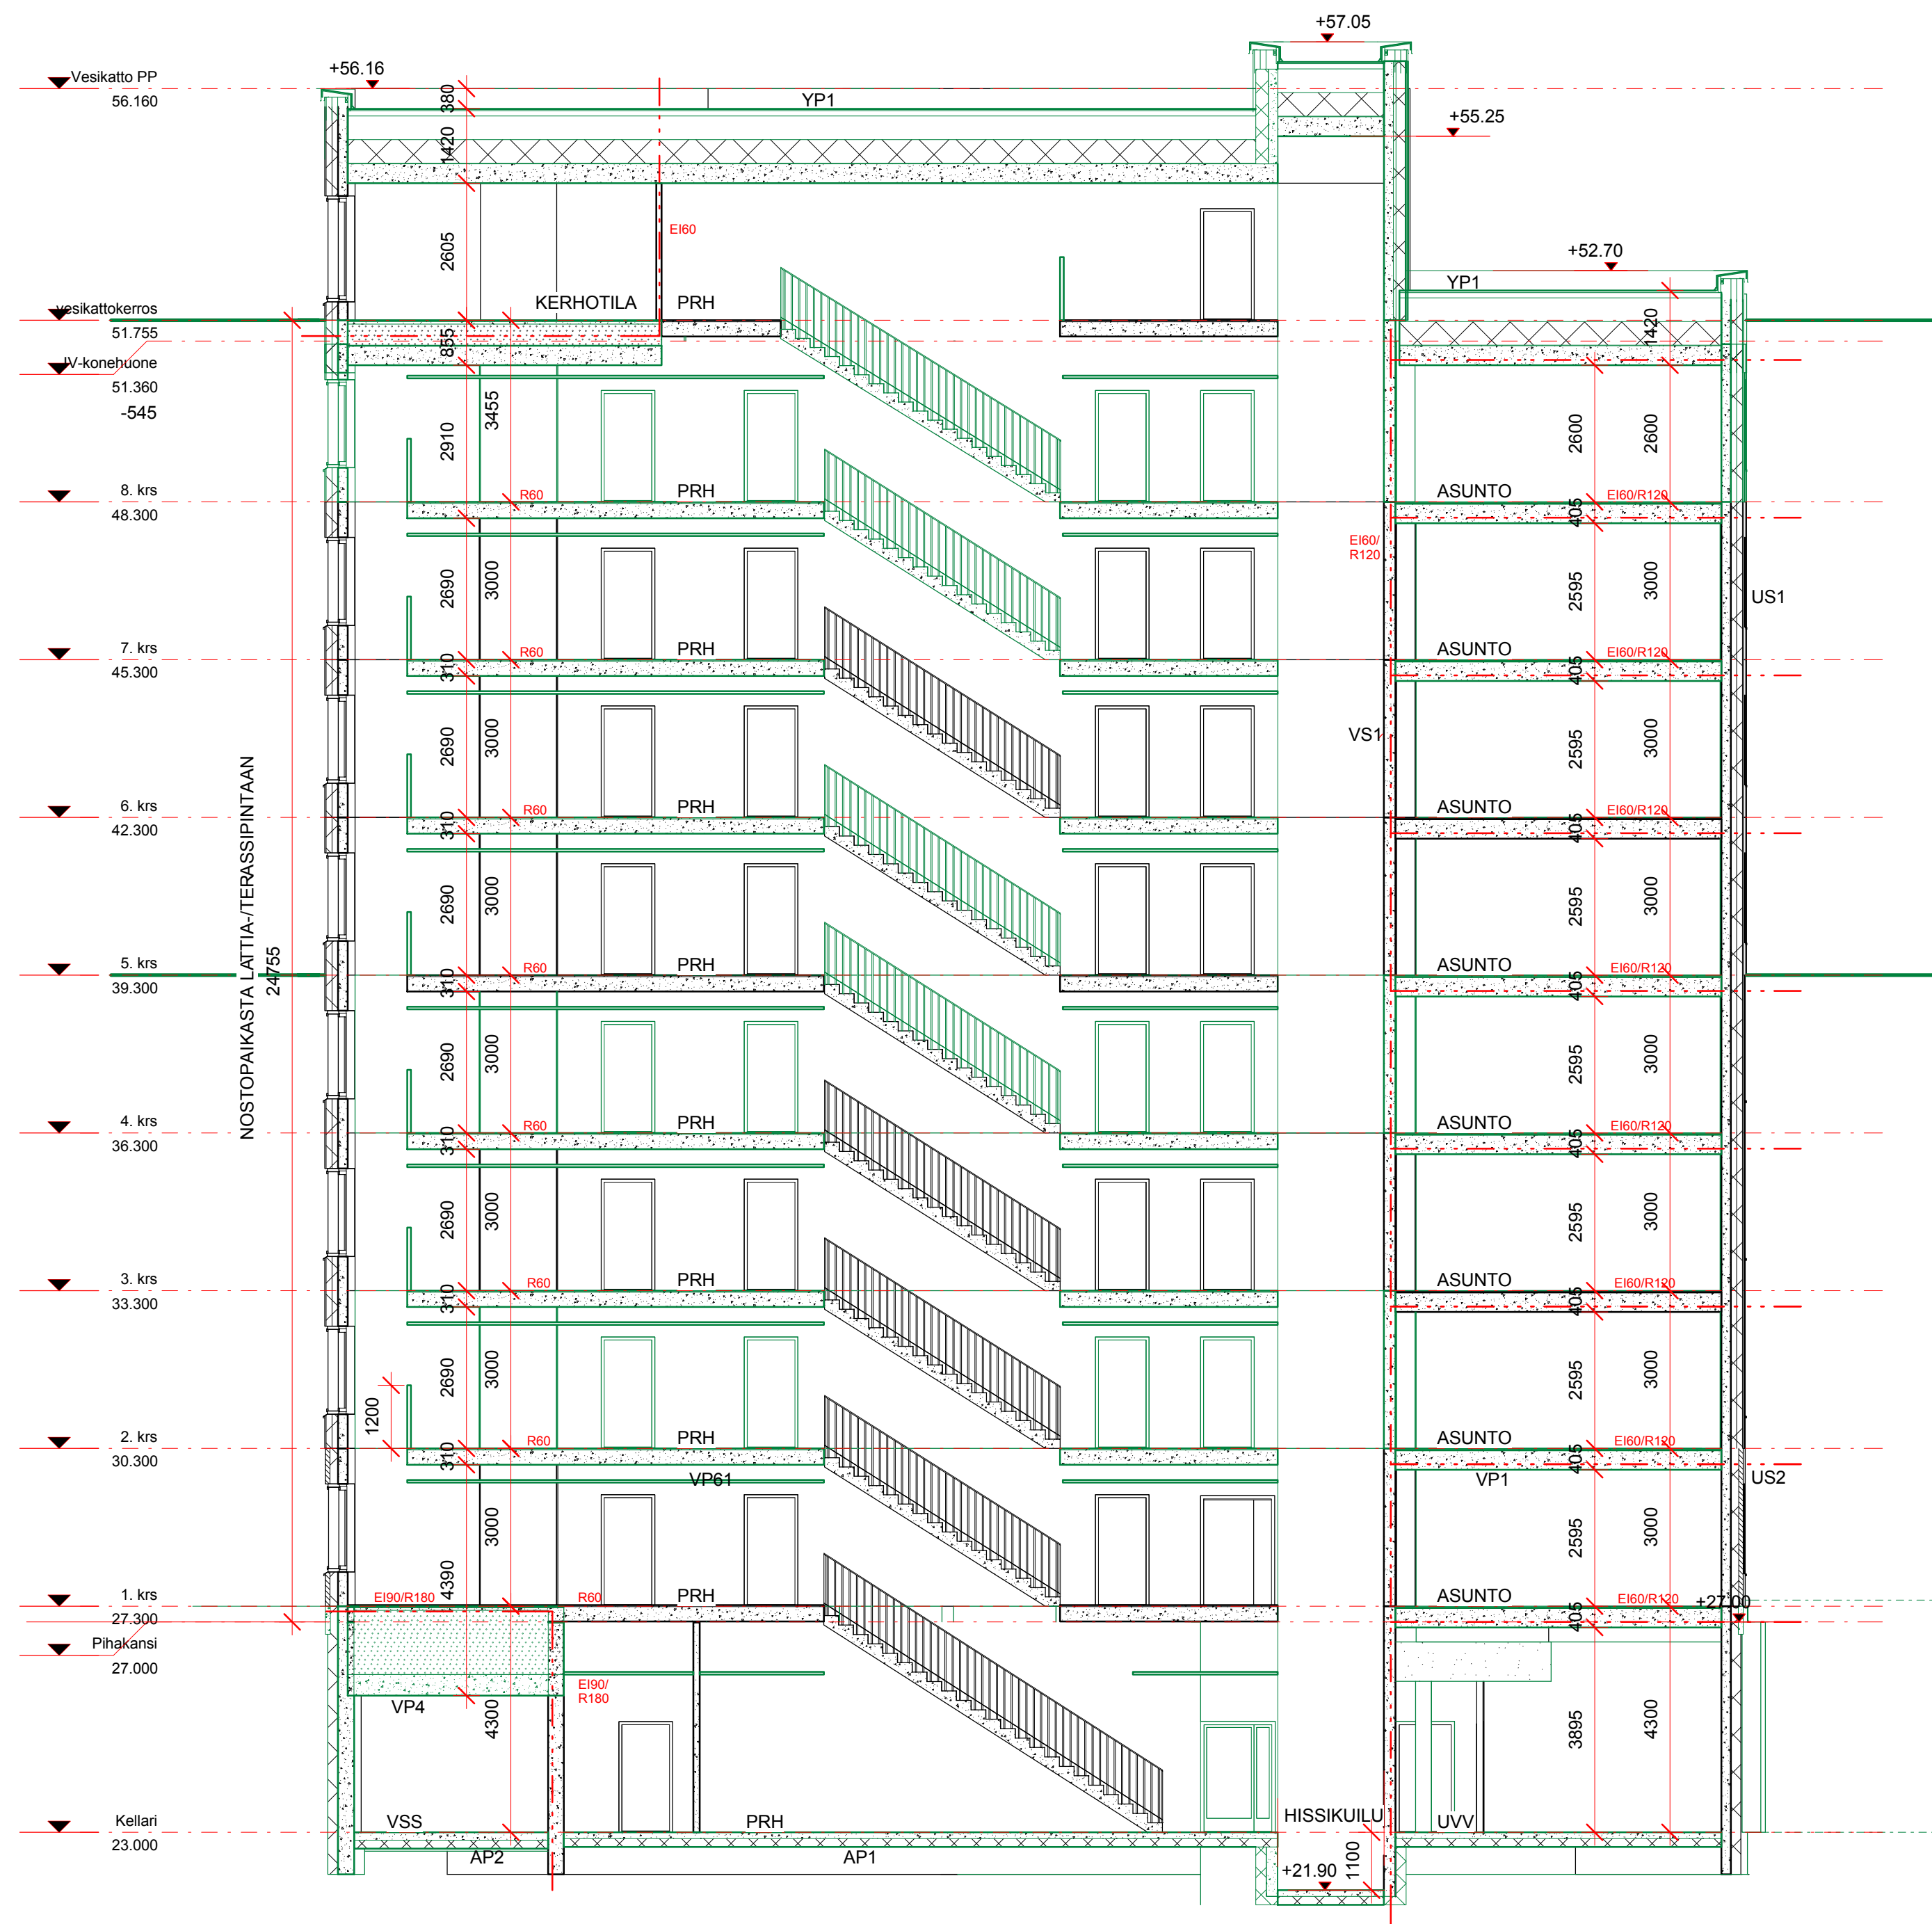 +57.05
Vesikatto PP
56.160
+56.16
380
YP1
+55.25
1420
2605
EI60
+52.70
YP1
KERHOTILA
PRH
vesikattokerros
51.755
855
1420
IV-konehuone
51.360
-545
3455
2910
2600
2600
8. krs
48.300
R60
PRH
ASUNTO
EI60/R120
405
EI60/
R120
2690
3000
2595
3000
US1
7. krs
45.300
310
R60
PRH
ASUNTO
EI60/R120
405
2690
3000
VS1
2595
3000
6. krs
42.300
310
R60
PRH
ASUNTO
EI60/R120
405
2690
3000
2595
3000
NOSTOPAIKASTA LATTIA-/TERASSIPINTAAN
24755
5. krs
39.300
310
R60
PRH
ASUNTO
EI60/R120
405
2690
3000
2595
3000
4. krs
36.300
310
R60
PRH
ASUNTO
EI60/R120
405
2690
3000
2595
3000
3. krs
33.300
310
R60
PRH
ASUNTO
EI60/R120
405
2690
3000
2595
3000
1200
2. krs
30.300
310
R60
PRH
ASUNTO
EI60/R120
405
VP61
VP1
US2
3000
2595
3000
4390
1. krs
27.300
EI90/R180
R60
PRH
ASUNTO
EI60/R120
+27.00
405
Pihakansi
27.000
EI90/
R180
VP4
4300
3895
4300
Kellari
23.000
VSS
PRH
HISSIKUILU
UVV
AP2
AP1
+21.90
1100